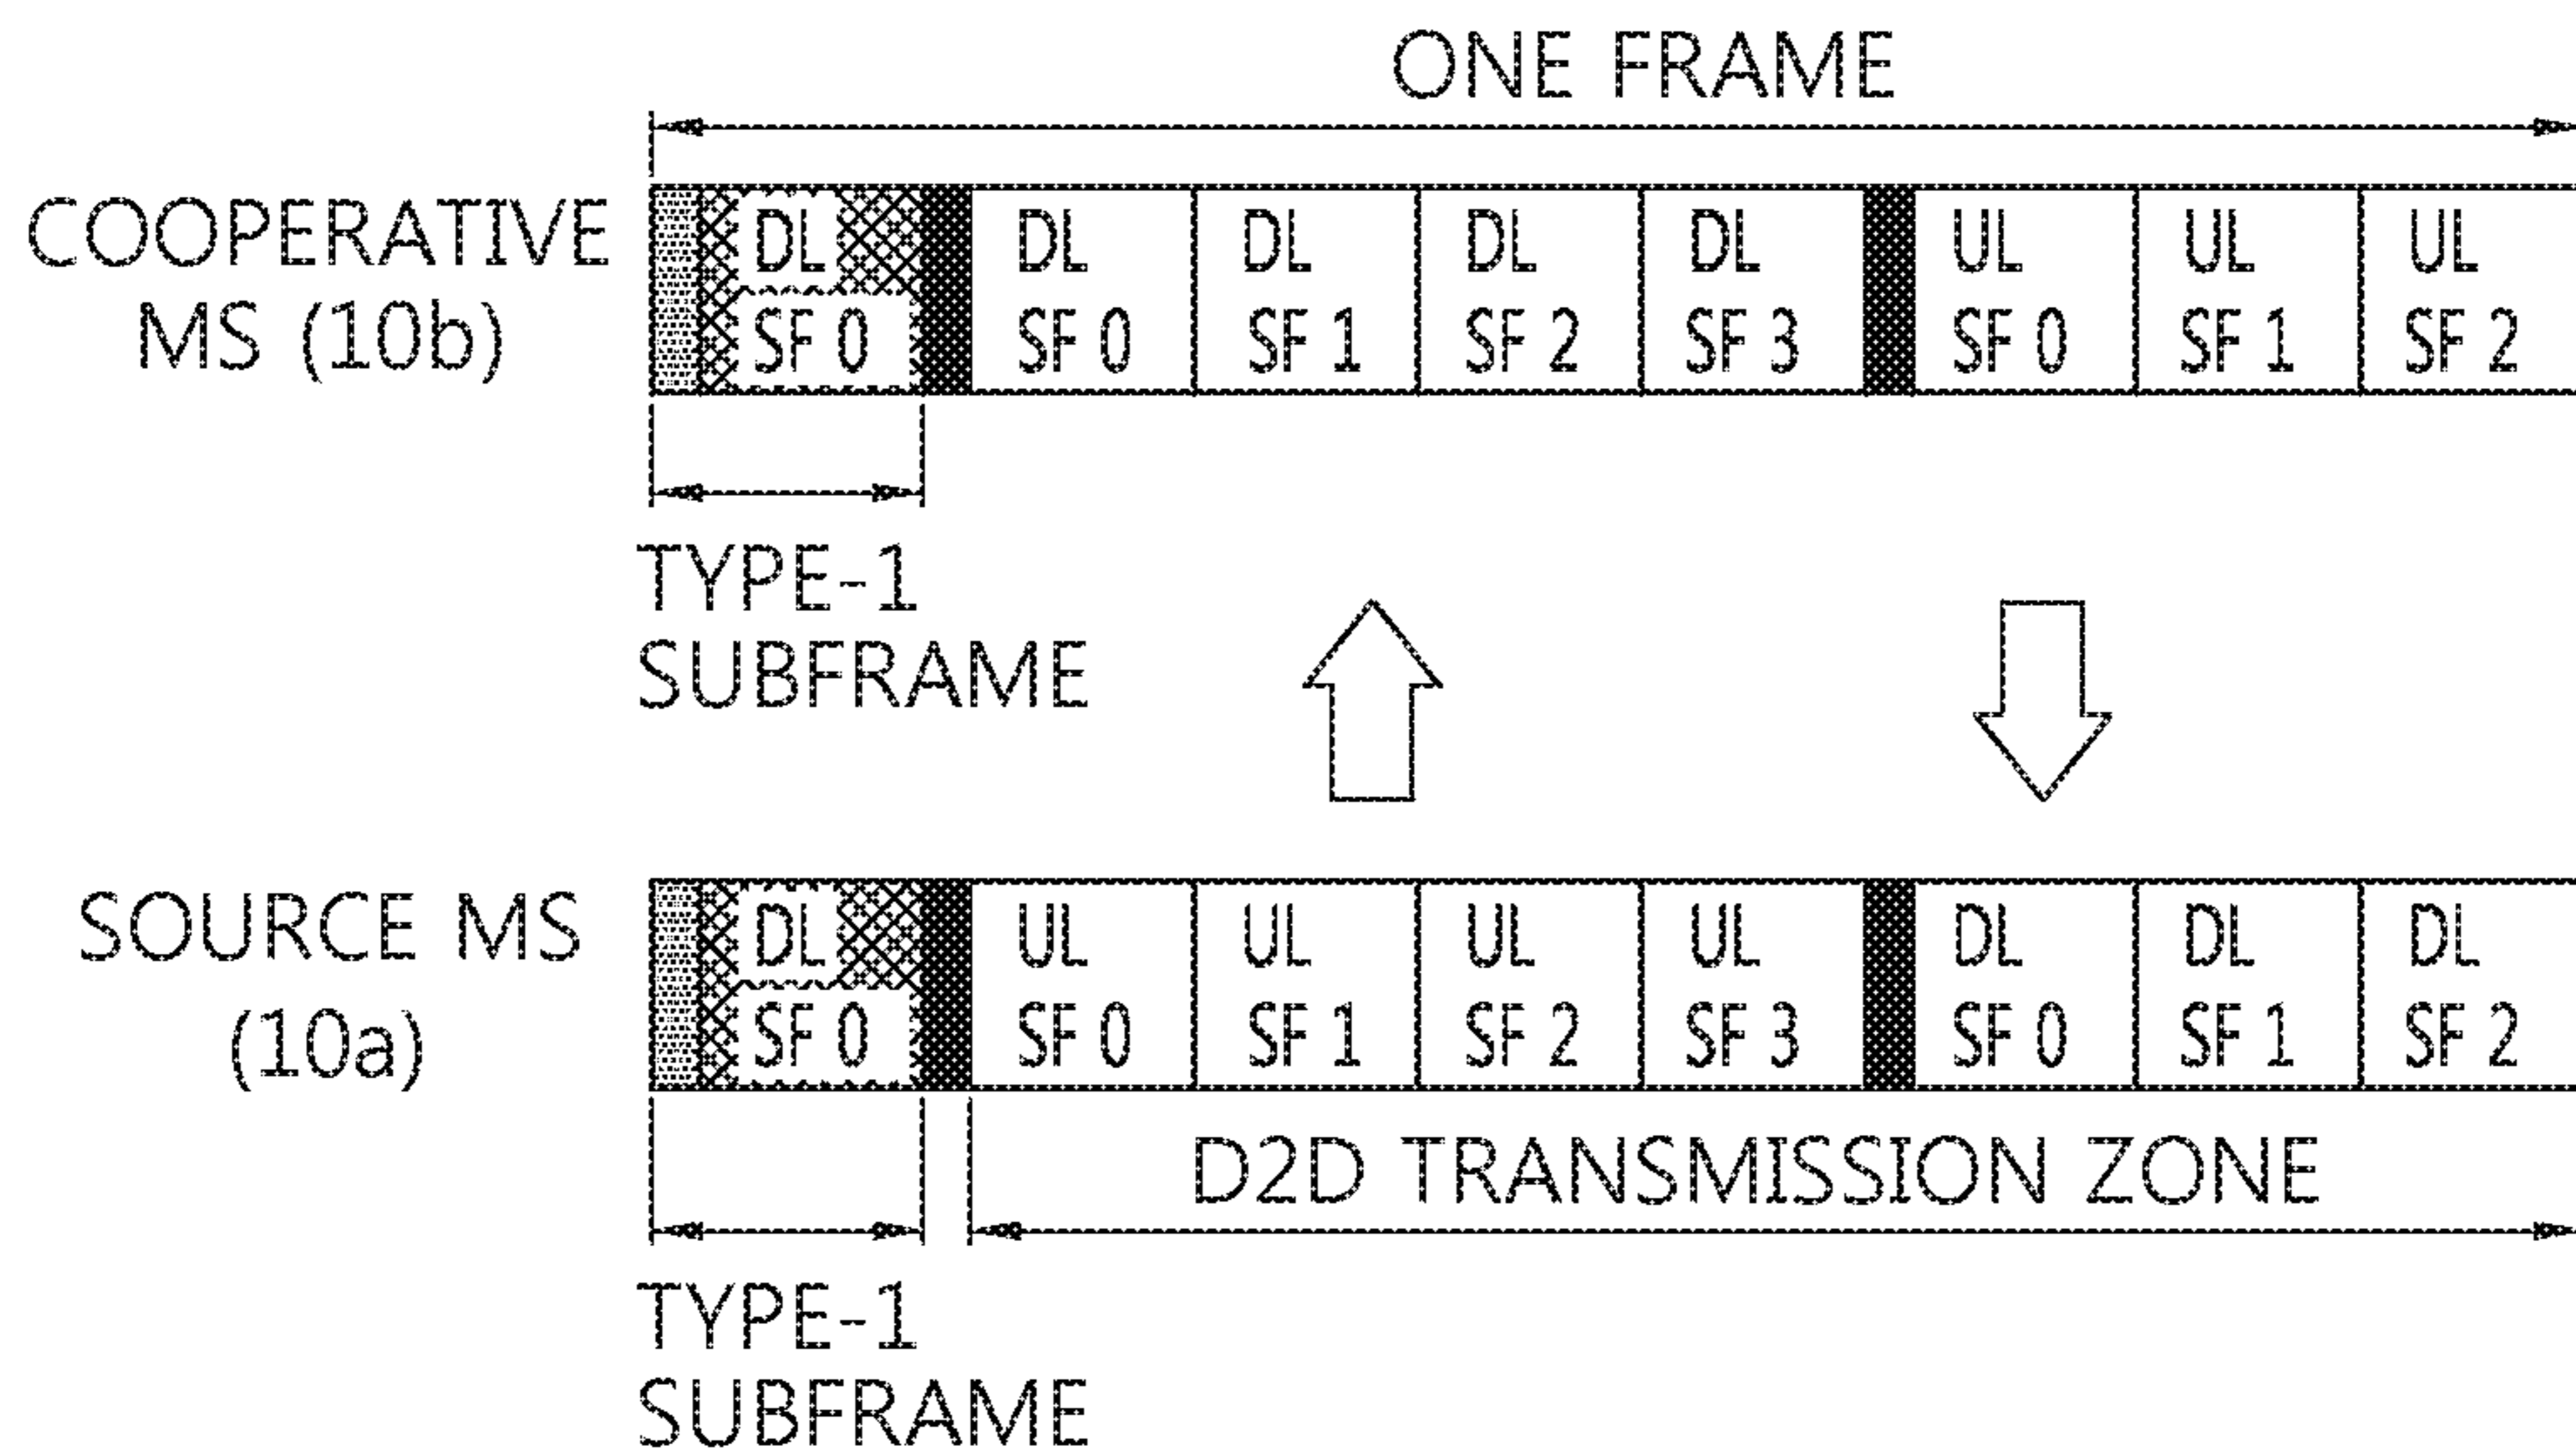 ONE FRAME
COOPERATIVE
MS (10b)
DL DL DL DL DL UL UL UL
SF 0 SF 0 SF 1 SF 2 SF 3 SF 0 SF 1 SF 2
TYPE-1
SUBFRAME
SOURCE MS
(10a)
DL UL UL UL UL DL DL DL
SF 0 SF 0 SF 1 SF 2 SF 3 SF 0 SF 1 SF 2
D2D TRANSMISSION ZONE
TYPE-1
SUBFRAME